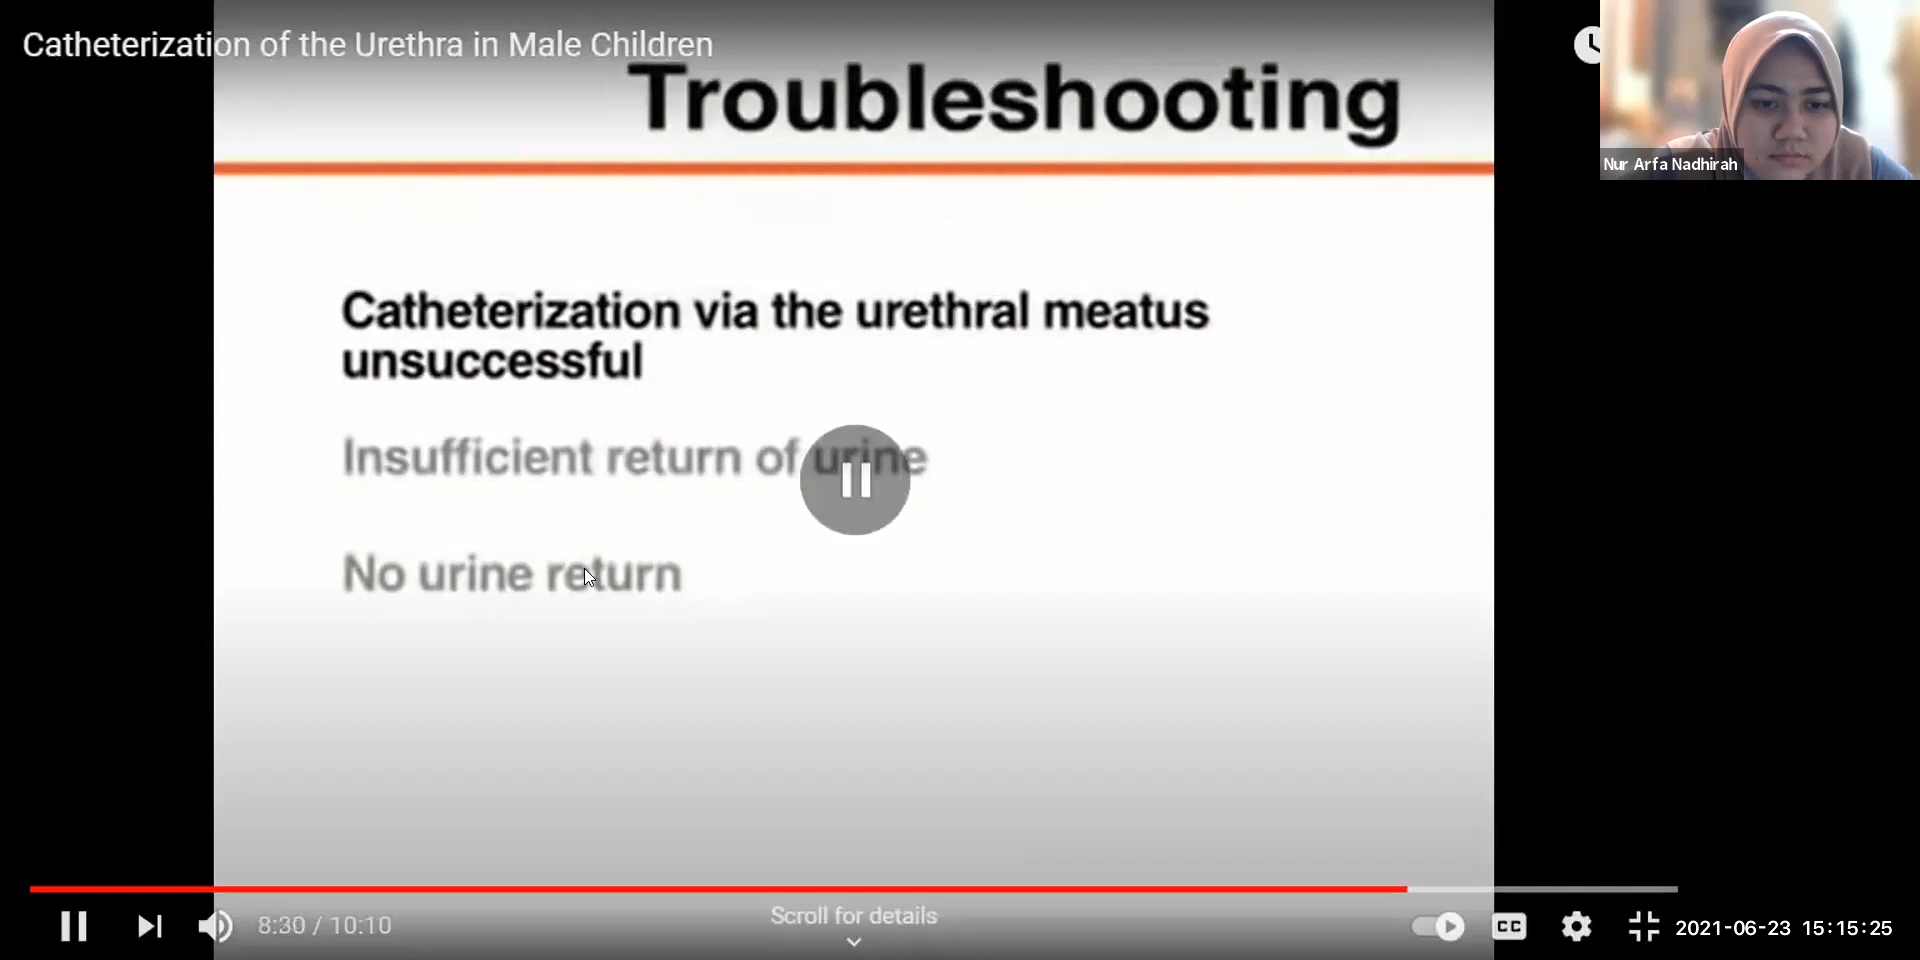 Catheterization of the Urethra in Male Children
Troubleshooting
Nur Arfa Nadhirah
Catheterization via the urethral meatus
unsuccessful
Insufficient return of urine
No urine return
Scroll for details
8:30 / 10:10
CC
2021-06-23 15:15:25